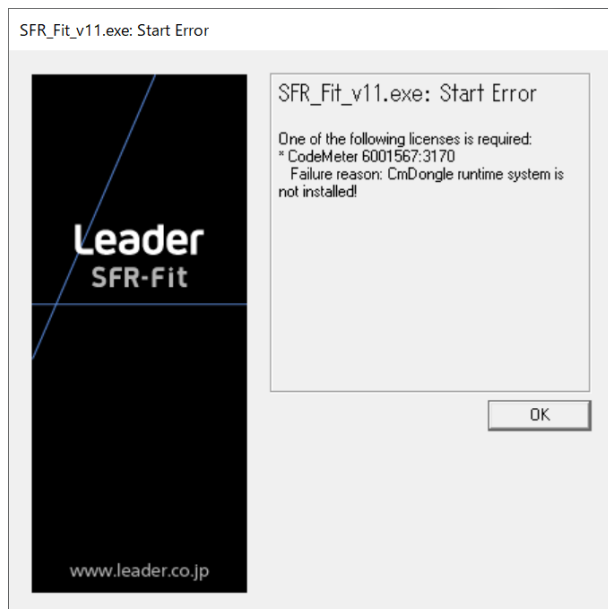 SFR_Fit_v11.exe: Start Error
Leader
SFR-Fit
www.leader.co.jp
SFR_Fit_v11.exe: Start Error
One of the following licenses is required:
* CodeMeter 6001567:3170
Failure reason: CmDongle runtime system is
not installed!
OK